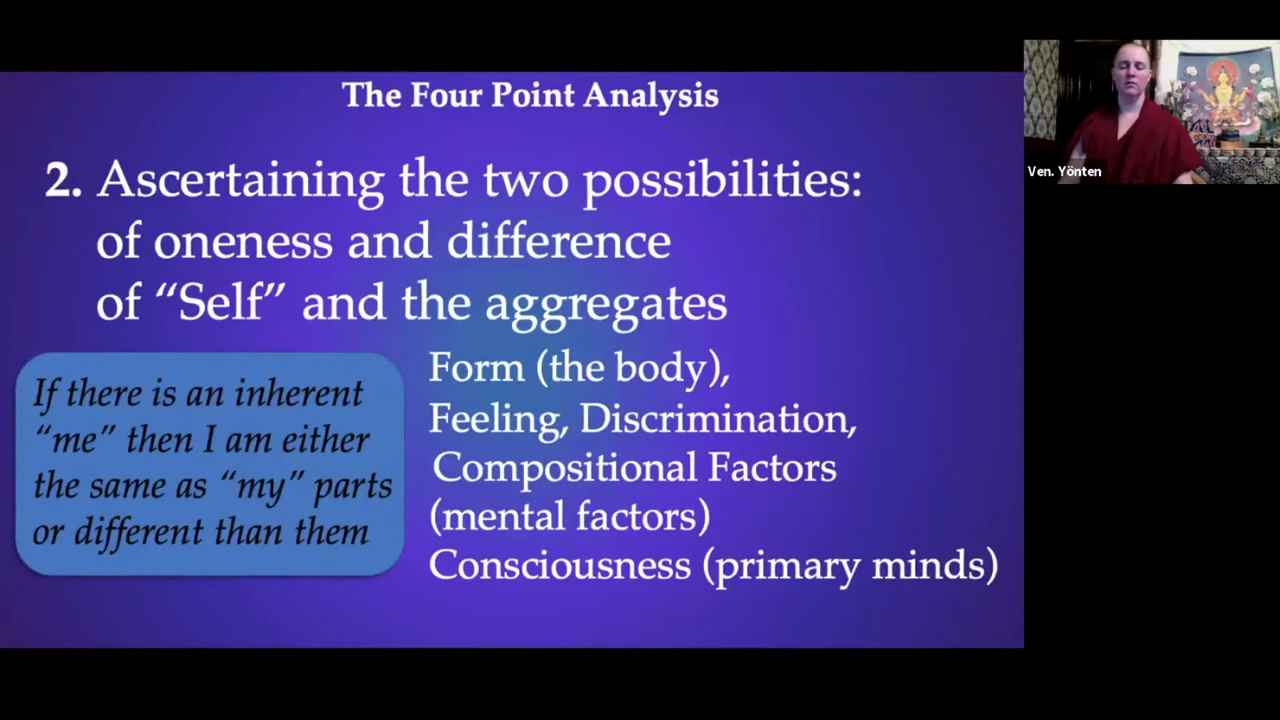 The Four Point Analysis
2. Ascertaining the two possibilities:
of oneness and difference
of “Self” and the aggregates
If there is an inherent
“me” then I am either
the same as “my” parts
or different than them
Form (the body),
Feeling, Discrimination,
Compositional Factors
(mental factors)
Consciousness (primary minds)
Ven. Yönten